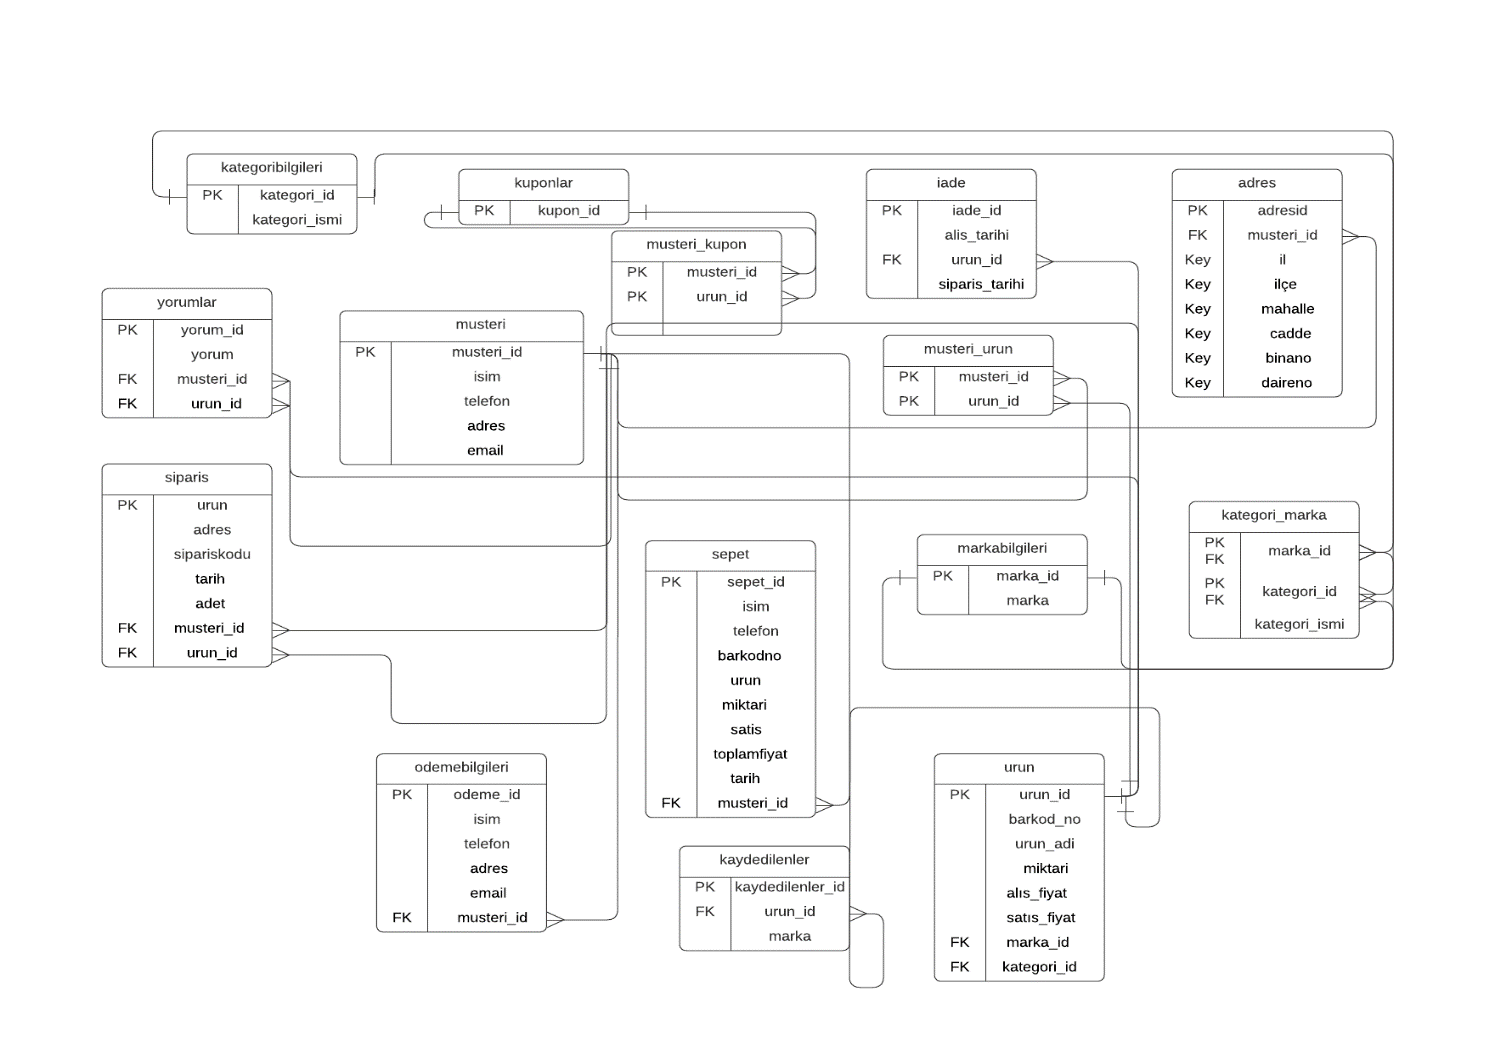 kategoribilgileri
PK kategori_id
kategori_ismi
kuponlar
PK kupon_id
musteri_kupon
PK musteri_id
PK urun_id
iade
PK iade_id
alis_tarihi
FK urun_id
siparis_tarihi
adres
PK adresid
FK musteri_id
Key il
Key ilçe
Key mahalle
Key cadde
Key binano
Key daireno
yorumlar
PK yorum_id
yorum
FK musteri_id
FK urun_id
musteri
PK musteri_id
isim
telefon
adres
email
musteri_urun
PK musteri_id
PK urun_id
siparis
PK urun
adres
sipariskodu
tarih
adet
FK musteri_id
FK urun_id
sepet
PK sepet_id
isim
telefon
barkodno
urun
miktari
satis
toplamfiyat
tarih
FK musteri_id
markabilgileri
PK marka_id
marka
kategori_marka
PK
FK marka_id
PK
FK kategori_id
kategori_ismi
odemebilgileri
PK odeme_id
isim
telefon
adres
email
FK musteri_id
kaydedilenler
PK kaydedilenler_id
FK urun_id
marka
urun
PK urun_id
barkod_no
urun_adi
miktari
alıs_fiyat
satıs_fiyat
FK marka_id
FK kategori_id